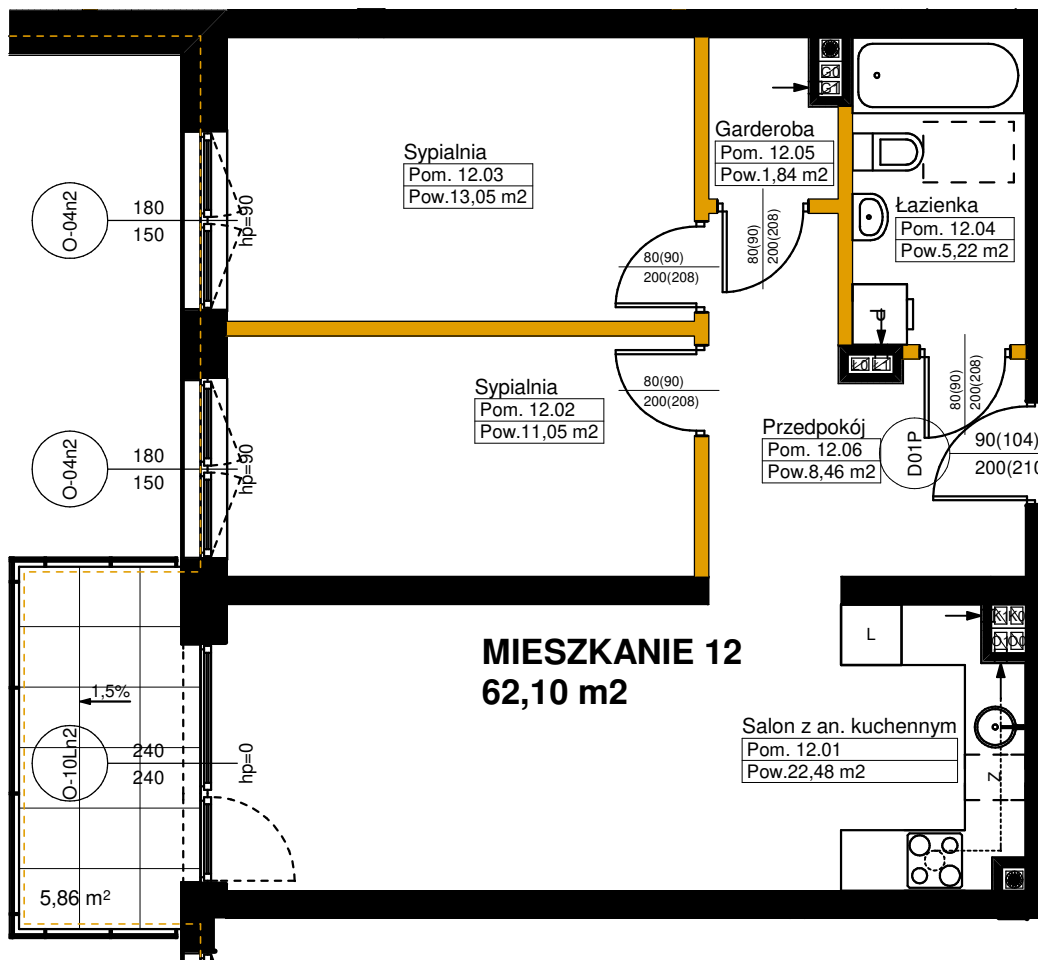 Sypialnia
Pom. 12.03
Pow.13,05 m2
Garderoba
Pom. 12.05
Pow.1,84 m2
Łazienka
Pom. 12.04
Pow.5,22 m2
O-04n2
180
150
hp=90
80(90)
200(208)
80(90)
200(208)
Sypialnia
Pom. 12.02
Pow.11,05 m2
80(90)
200(208)
80(90)
200(208)
Przedpokój
Pom. 12.06
Pow.8,46 m2
D01P
90(104)
200(210
O-04n2
180
150
hp=90
MIESZKANIE 12
62,10 m2
L
1,5%
Salon z an. kuchennym
Pom. 12.01
Pow.22,48 m2
O-10Ln2
240
240
hp=0
Z
5,86 m²